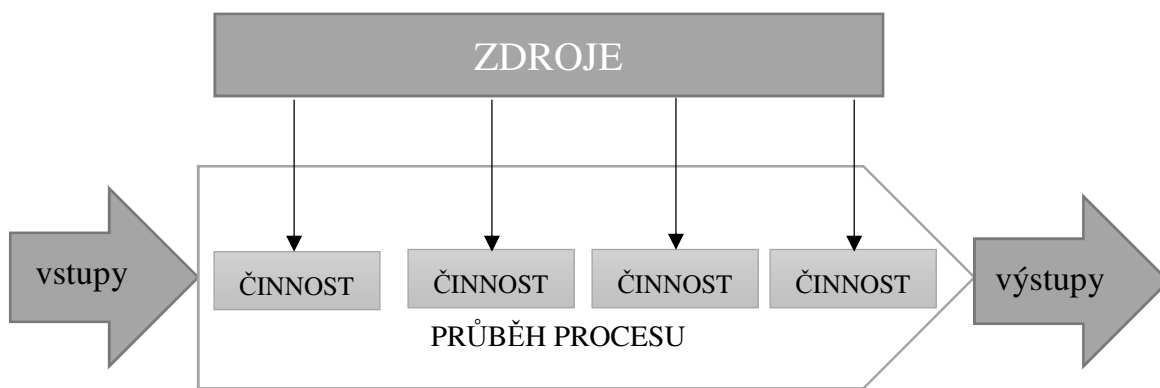 ZDROJE
vstupy
ČINNOST
ČINNOST
ČINNOST
ČINNOST
výstupy
PRŮBĚH PROCESU